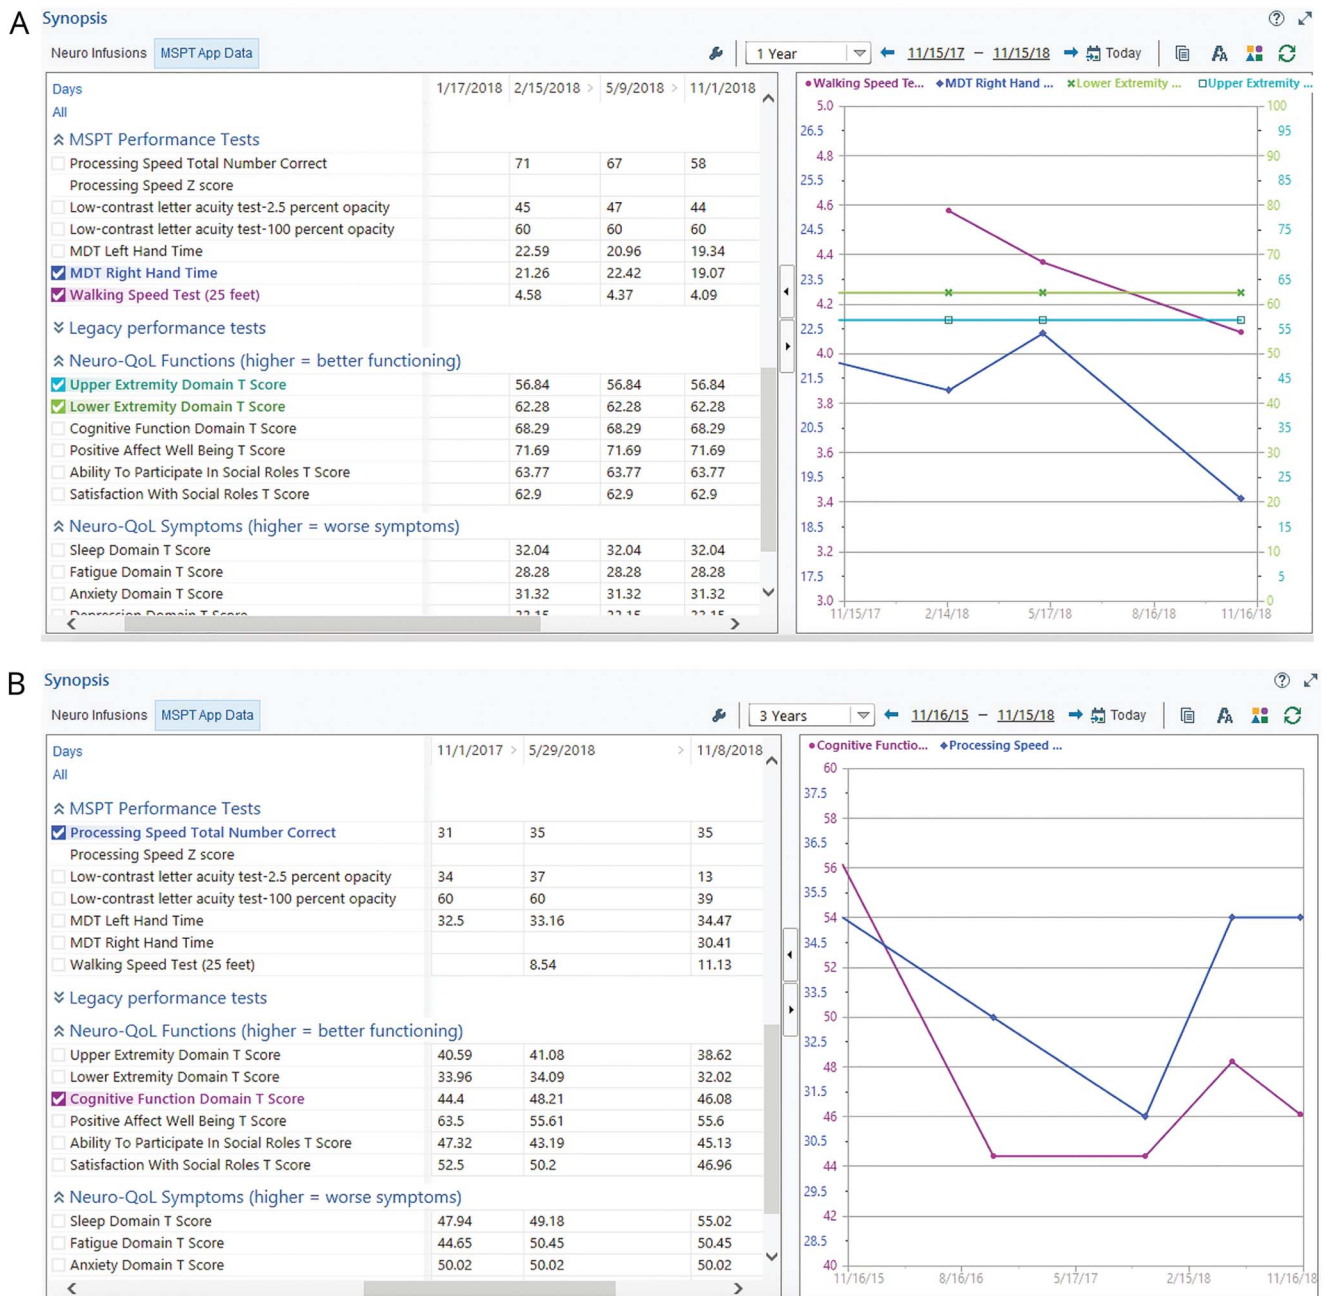 A
Synopsis
Neuro Infusions MSPT App Data 1 Year 11/15/17 – 11/15/18 Today
Days 1/17/2018 2/15/2018 > 5/9/2018 > 11/1/2018
All
MSPT Performance Tests
Processing Speed Total Number Correct 71 67 58
Processing Speed Z score
Low-contrast letter acuity test-2.5 percent opacity 45 47 44
Low-contrast letter acuity test-100 percent opacity 60 60 60
MDT Left Hand Time 22.59 20.96 19.34
MDT Right Hand Time 21.26 22.42 19.07
Walking Speed Test (25 feet) 4.58 4.37 4.09
Legacy performance tests
Neuro-QoL Functions (higher = better functioning)
Upper Extremity Domain T Score 56.84 56.84 56.84
Lower Extremity Domain T Score 62.28 62.28 62.28
Cognitive Function Domain T Score 68.29 68.29 68.29
Positive Affect Well Being T Score 71.69 71.69 71.69
Ability To Participate In Social Roles T Score 63.77 63.77 63.77
Satisfaction With Social Roles T Score 62.9 62.9 62.9
Neuro-QoL Symptoms (higher = worse symptoms)
Sleep Domain T Score 32.04 32.04 32.04
Fatigue Domain T Score 28.28 28.28 28.28
Anxiety Domain T Score 31.32 31.32 31.32
Depression Domain T Score
Walking Speed Te... MDT Right Hand ... Lower Extremity ... Upper Extremity ...
5.0 100
26.5 95
4.8 90
25.5 85
4.6 80
24.5 75
4.4 70
23.5 65
4.2 60
22.5 55
4.0 50
21.5 45
3.8 40
20.5 35
3.6 30
19.5 25
3.4 20
18.5 15
3.2 10
17.5 5
3.0 0
11/15/17 2/14/18 5/17/18 8/16/18 11/16/18
B
Synopsis
Neuro Infusions MSPT App Data 3 Years 11/16/15 – 11/15/18 Today
Days 11/1/2017 > 5/29/2018 > 11/8/2018
All
MSPT Performance Tests
Processing Speed Total Number Correct 31 35 35
Processing Speed Z score
Low-contrast letter acuity test-2.5 percent opacity 34 37 13
Low-contrast letter acuity test-100 percent opacity 60 60 39
MDT Left Hand Time 32.5 33.16 34.47
MDT Right Hand Time 30.41
Walking Speed Test (25 feet) 8.54 11.13
Legacy performance tests
Neuro-QoL Functions (higher = better functioning)
Upper Extremity Domain T Score 40.59 41.08 38.62
Lower Extremity Domain T Score 33.96 34.09 32.02
Cognitive Function Domain T Score 44.4 48.21 46.08
Positive Affect Well Being T Score 63.5 55.61 55.6
Ability To Participate In Social Roles T Score 47.32 43.19 45.13
Satisfaction With Social Roles T Score 52.5 50.2 46.96
Neuro-QoL Symptoms (higher = worse symptoms)
Sleep Domain T Score 47.94 49.18 55.02
Fatigue Domain T Score 44.65 50.45 50.45
Anxiety Domain T Score 50.02 50.02 50.02
Cognitive Functio... Processing Speed ...
60
37.5
58
36.5
56
35.5
54
34.5
52
33.5
50
32.5
48
31.5
46
30.5
44
29.5
42
28.5
40
11/16/15 8/16/16 5/17/17 2/15/18 11/16/18